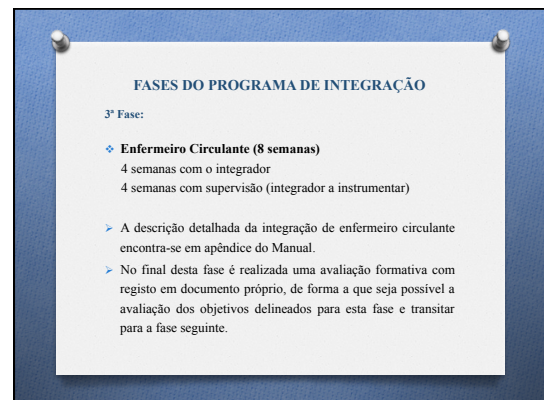 FASES DO PROGRAMA DE INTEGRAÇÃO
3ª Fase:
❖ Enfermeiro Circulante (8 semanas)
4 semanas com o integrador
4 semanas com supervisão (integrador a instrumentar)
➢ A descrição detalhada da integração de enfermeiro circulante
encontra-se em apêndice do Manual.
➢ No final desta fase é realizada uma avaliação formativa com
registo em documento próprio, de forma a que seja possível a
avaliação dos objetivos delineados para esta fase e transitar
para a fase seguinte.